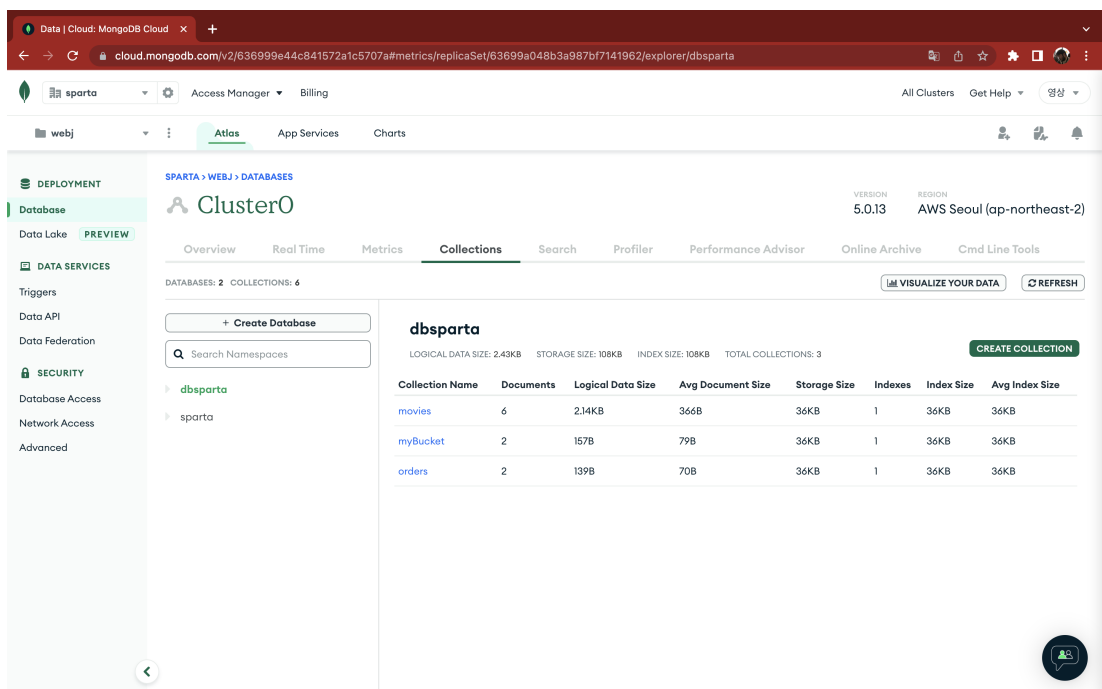 Data | Cloud: MongoDB Cloud
cloud.mongodb.com/v2/636999e44c841572a1c5707a#metrics/replicaSet/63699a048b3a987bf7141962/explorer/dbsparta
sparta Access Manager Billing All Clusters Get Help 영상
webj Atlas App Services Charts
DEPLOYMENT
Database
Data Lake PREVIEW
DATA SERVICES
Triggers
Data API
Data Federation
SECURITY
Database Access
Network Access
Advanced
SPARTA > WEBJ > DATABASES
Cluster0
VERSION REGION
5.0.13 AWS Seoul (ap-northeast-2)
Overview Real Time Metrics Collections Search Profiler Performance Advisor Online Archive Cmd Line Tools
DATABASES: 2 COLLECTIONS: 6
VISUALIZE YOUR DATA REFRESH
+ Create Database
Search Namespaces
dbsparta
sparta
dbsparta
LOGICAL DATA SIZE: 2.43KB STORAGE SIZE: 108KB INDEX SIZE: 108KB TOTAL COLLECTIONS: 3
CREATE COLLECTION
Collection Name Documents Logical Data Size Avg Document Size Storage Size Indexes Index Size Avg Index Size
movies 6 2.14KB 366B 36KB 1 36KB 36KB
myBucket 2 157B 79B 36KB 1 36KB 36KB
orders 2 139B 70B 36KB 1 36KB 36KB